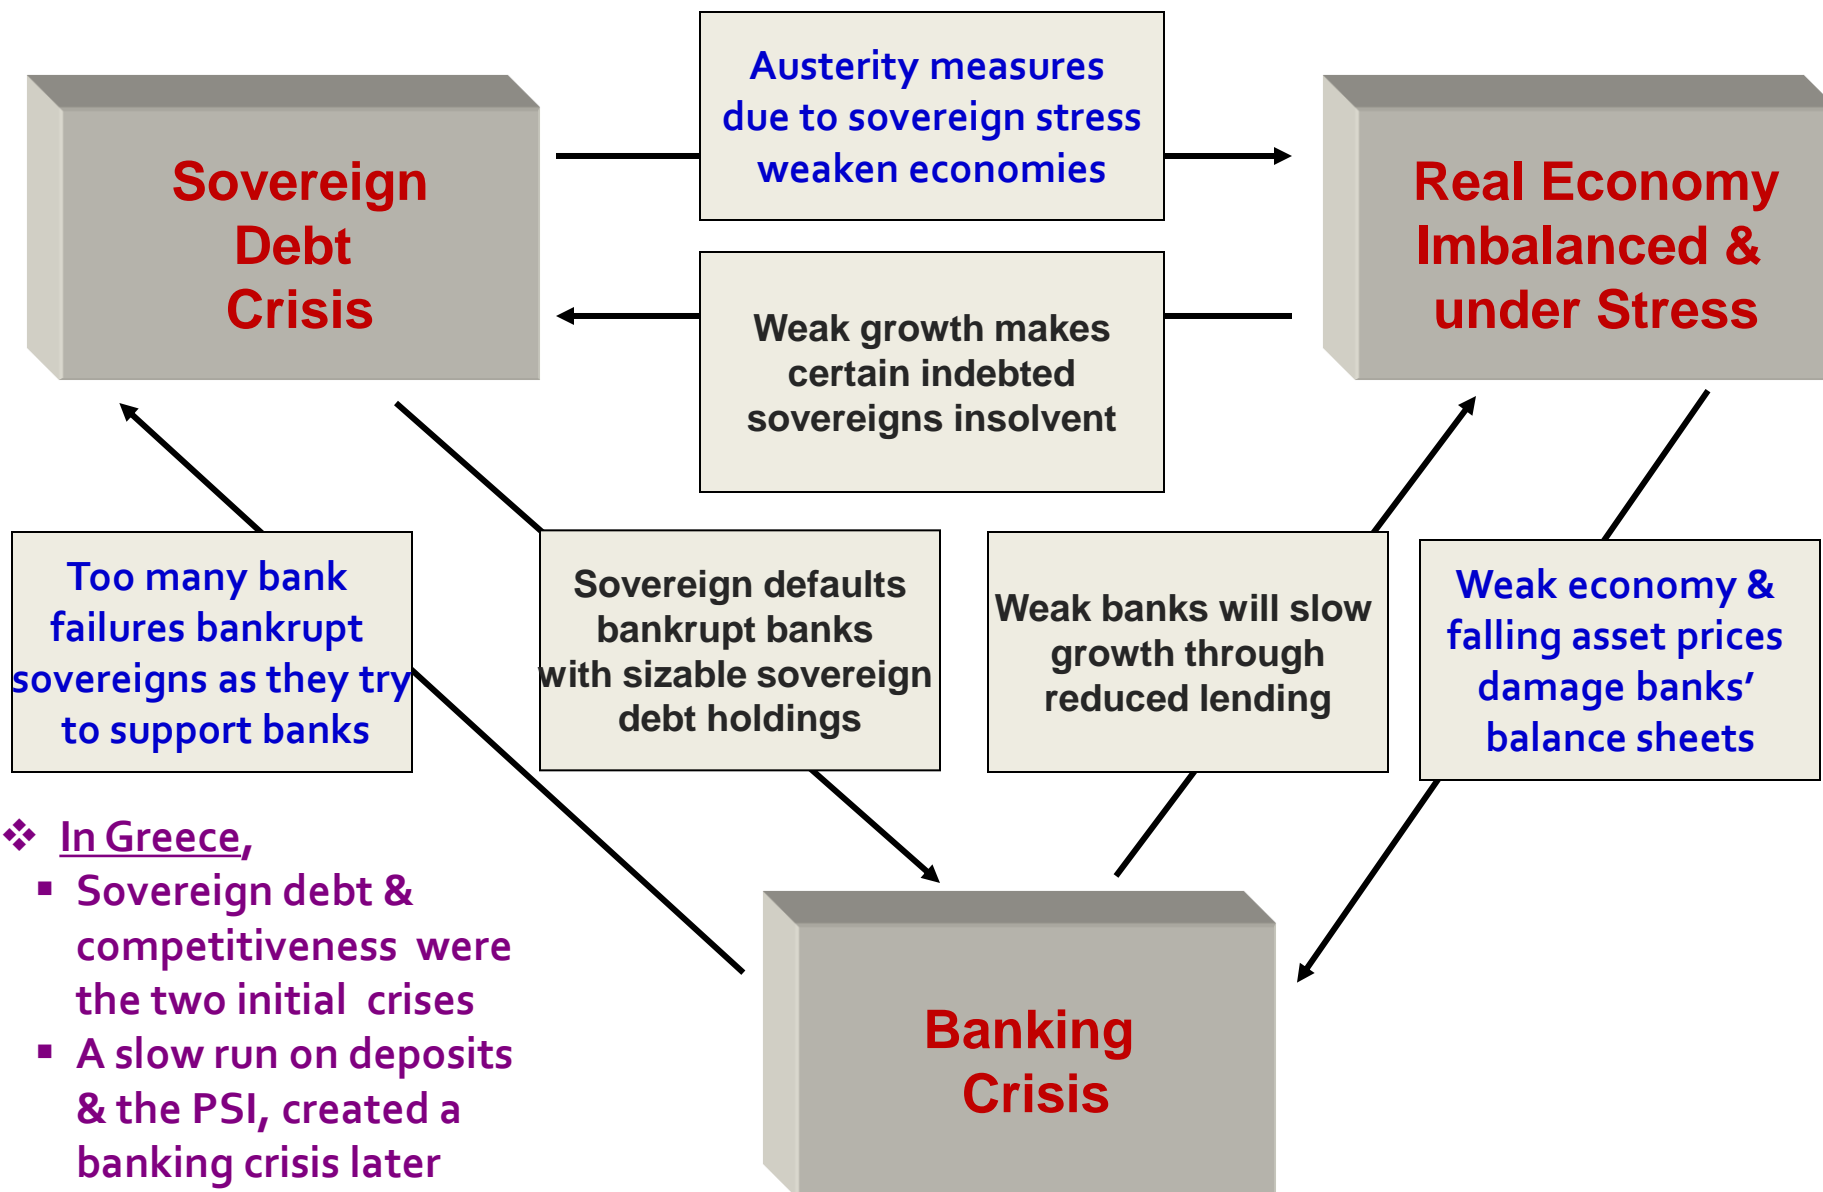 Austerity measures
due to sovereign stress
weaken economies
Sovereign
Debt
Crisis
Real Economy
Imbalanced &
under Stress
Weak growth makes
certain indebted
sovereigns insolvent
Too many bank
failures bankrupt
sovereigns as they try
to support banks
Sovereign defaults
bankrupt banks
with sizable sovereign
debt holdings
Weak banks will slow
growth through
reduced lending
Weak economy &
falling asset prices
damage banks’
balance sheets
❖ In Greece,
▪ Sovereign debt &
competitiveness were
the two initial crises
▪ A slow run on deposits
& the PSI, created a
banking crisis later
Banking
Crisis